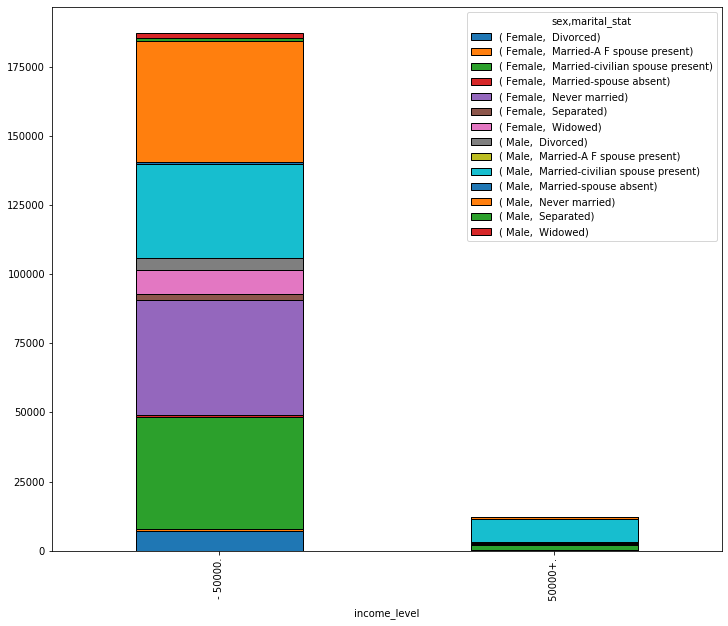 sex,marital_stat
( Female,  Divorced)
( Female,  Married-A F spouse present)
( Female,  Married-civilian spouse present)
( Female,  Married-spouse absent)
( Female,  Never married)
( Female,  Separated)
( Female,  Widowed)
( Male,  Divorced)
( Male,  Married-A F spouse present)
( Male,  Married-civilian spouse present)
( Male,  Married-spouse absent)
( Male,  Never married)
( Male,  Separated)
( Male,  Widowed)
175000
150000
125000
100000
75000
50000
25000
0
- 50000.
50000+.
income_level